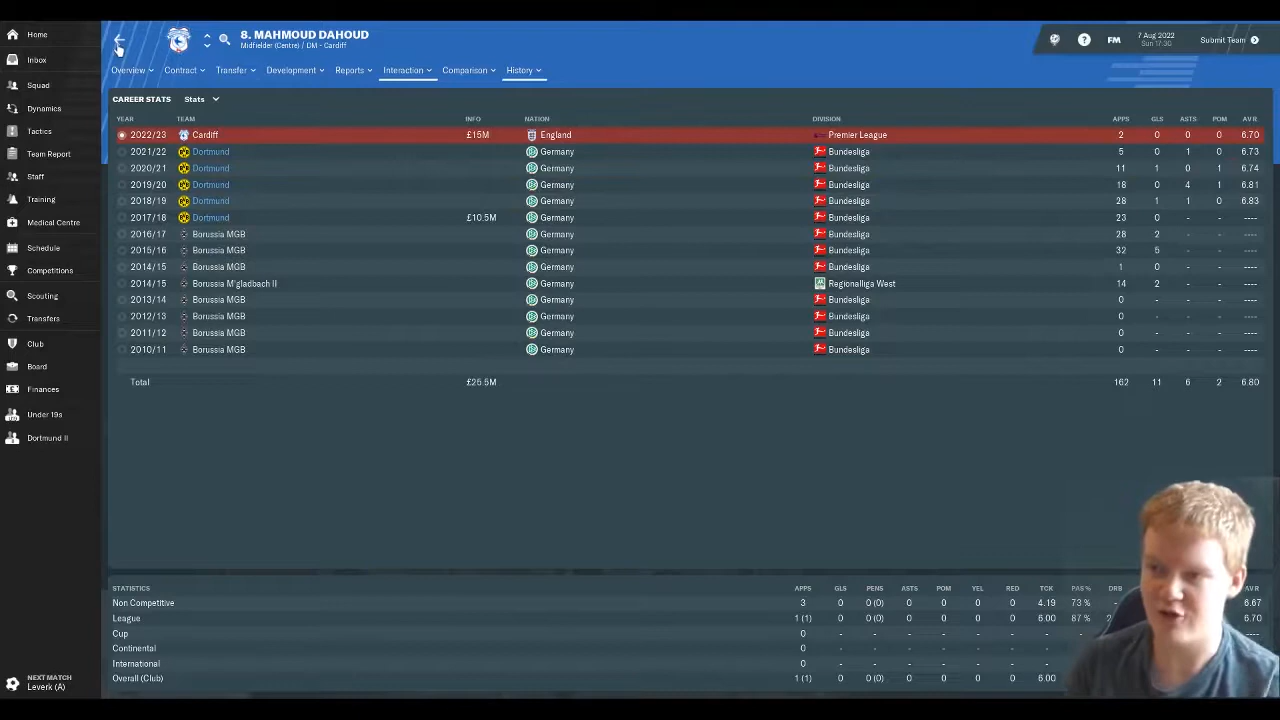 Home
Inbox
Squad
Dynamics
Tactics
Team Report
Staff
Training
Medical Centre
Schedule
Competitions
Scouting
Transfers
Club
Board
Finances
Under 19s
Dortmund II
NEXT MATCH
Leverk (A)
8. MAHMOUD DAHOUD
Midfielder (Centre) / DM - Cardiff
FM
7 Aug 2022
Sun 17:30
Submit Team
Overview Contract Transfer Development Reports Interaction Comparison History
CAREER STATS Stats
YEAR TEAM INFO NATION DIVISION APPS GLS ASTS POM AVR
2022/23 Cardiff £15M England Premier League 2 0 0 0 6.70
2021/22 Dortmund Germany Bundesliga 5 0 1 0 6.73
2020/21 Dortmund Germany Bundesliga 11 1 0 1 6.74
2019/20 Dortmund Germany Bundesliga 18 0 4 1 6.81
2018/19 Dortmund Germany Bundesliga 28 1 1 0 6.83
2017/18 Dortmund £10.5M Germany Bundesliga 23 0 - - ----
2016/17 Borussia MGB Germany Bundesliga 28 2 - - ----
2015/16 Borussia MGB Germany Bundesliga 32 5 - - ----
2014/15 Borussia MGB Germany Bundesliga 1 0 - - ----
2014/15 Borussia M'gladbach II Germany Regionalliga West 14 2 - - ----
2013/14 Borussia MGB Germany Bundesliga 0 - - - ----
2012/13 Borussia MGB Germany Bundesliga 0 - - - ----
2011/12 Borussia MGB Germany Bundesliga 0 - - - ----
2010/11 Borussia MGB Germany Bundesliga 0 - - - ----
Total £25.5M 162 11 6 2 6.80
STATISTICS APPS GLS PENS ASTS POM YEL RED TCK PAS % DRB AVR
Non Competitive 3 0 0 (0) 0 0 0 0 4.19 73 % - 6.67
League 1 (1) 0 0 (0) 0 0 0 0 6.00 87 % 6.70
Cup 0 - - - - - - - -
Continental 0 - - - - - - -
International 0 - - - - - - -
Overall (Club) 1 (1) 0 0 (0) 0 0 0 0 6.00